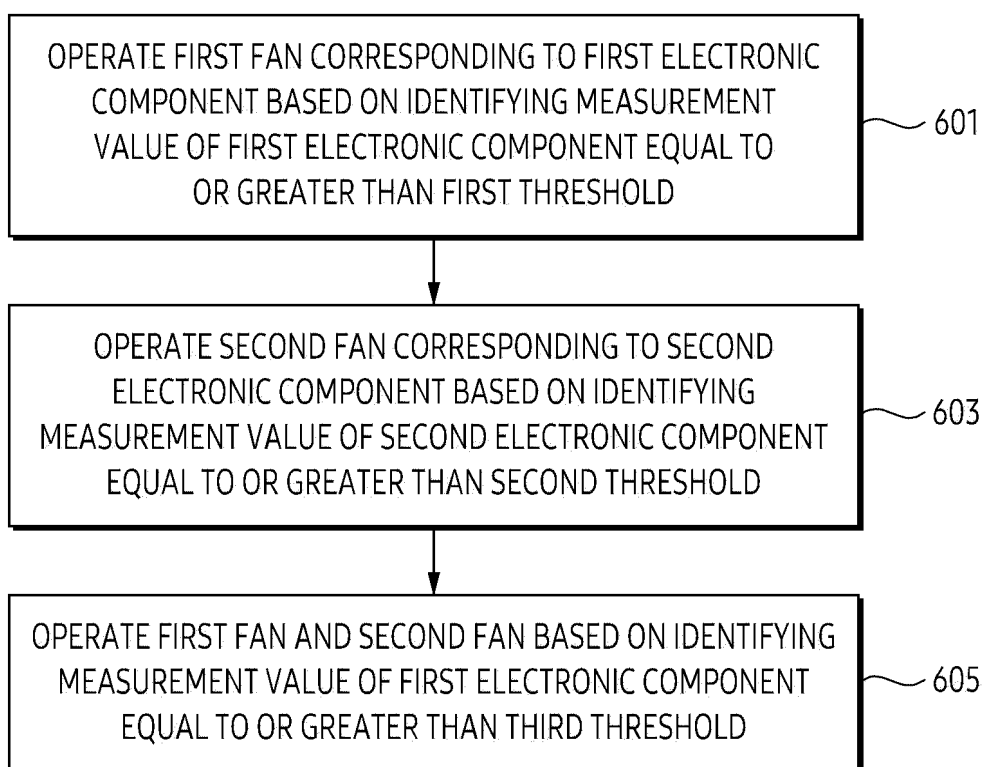 OPERATE FIRST FAN CORRESPONDING TO FIRST ELECTRONIC
COMPONENT BASED ON IDENTIFYING MEASUREMENT
VALUE OF FIRST ELECTRONIC COMPONENT EQUAL TO
OR GREATER THAN FIRST THRESHOLD
601
OPERATE SECOND FAN CORRESPONDING TO SECOND
ELECTRONIC COMPONENT BASED ON IDENTIFYING
MEASUREMENT VALUE OF SECOND ELECTRONIC COMPONENT
EQUAL TO OR GREATER THAN SECOND THRESHOLD
603
OPERATE FIRST FAN AND SECOND FAN BASED ON IDENTIFYING
MEASUREMENT VALUE OF FIRST ELECTRONIC COMPONENT
EQUAL TO OR GREATER THAN THIRD THRESHOLD
605